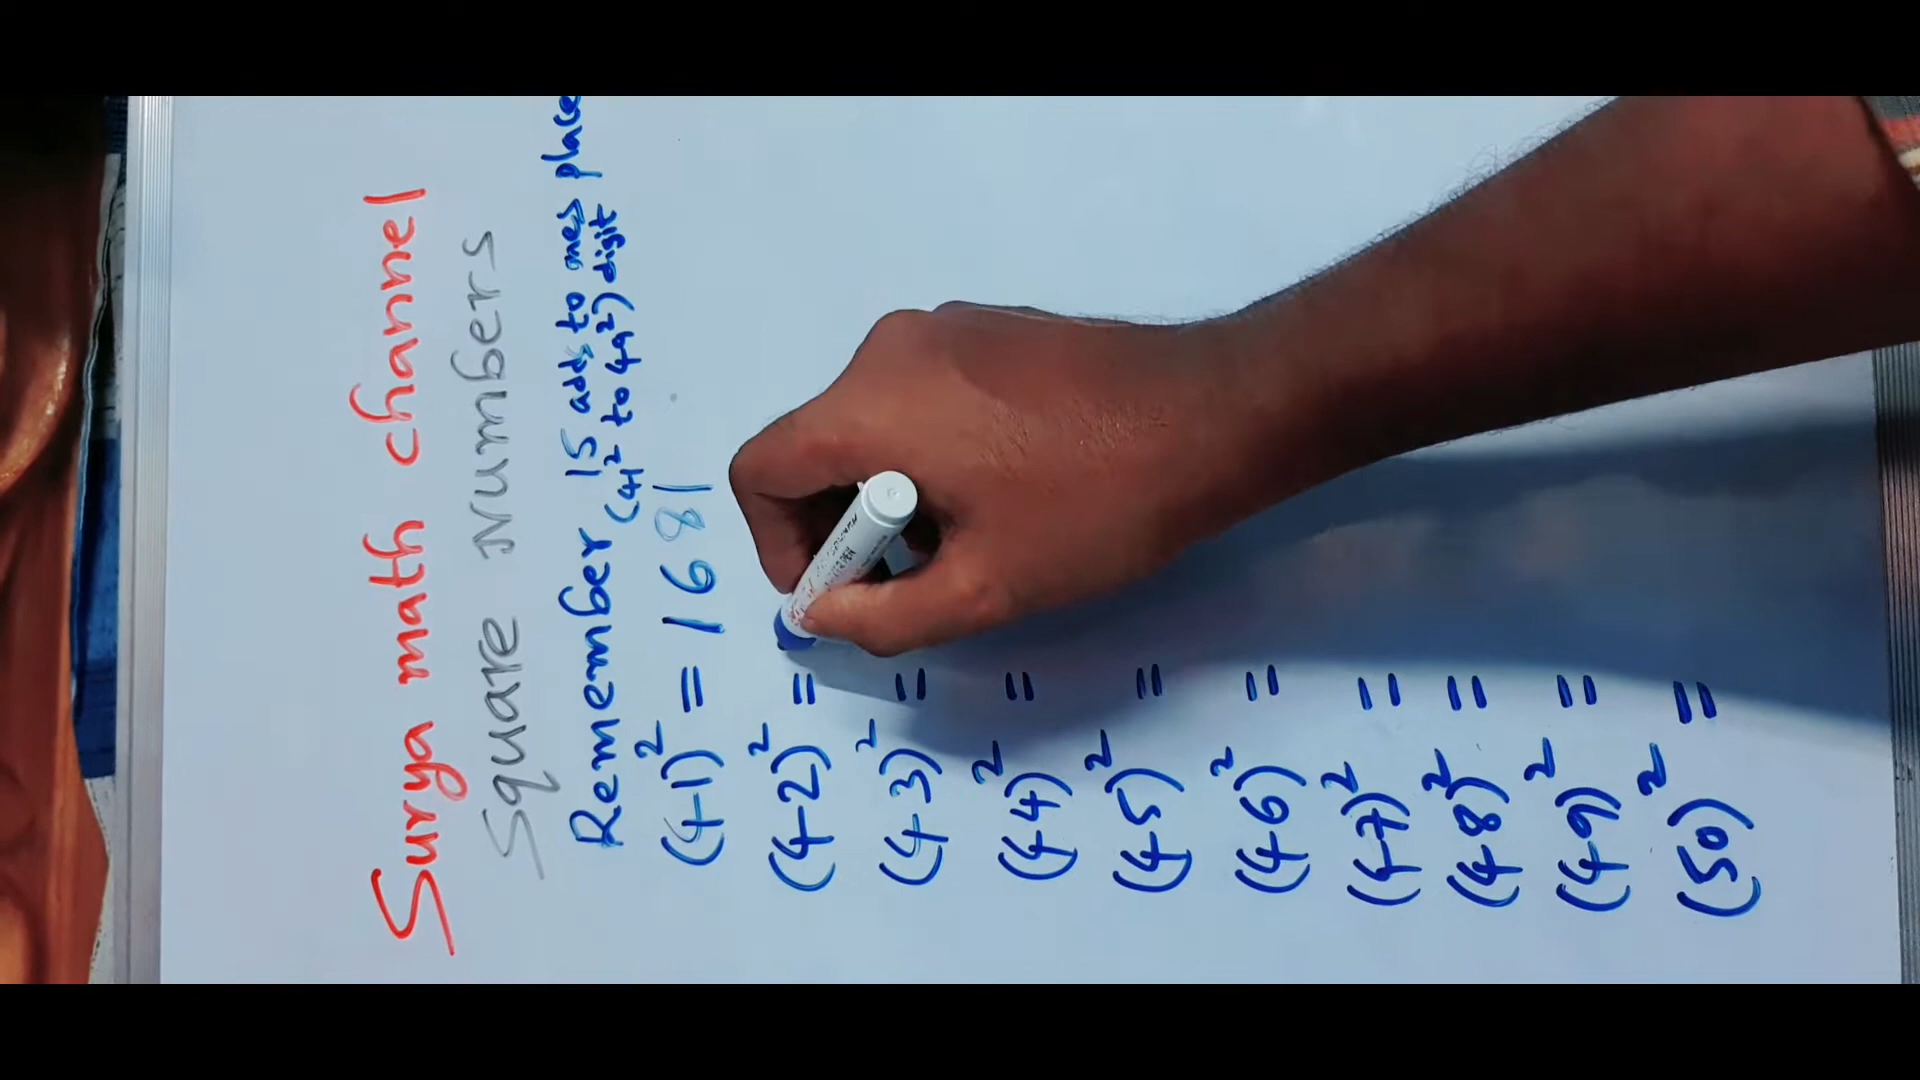 Surya math channel
Square Numbers
Remember 15 adds to ones place
(41² to 49²) digit
(41)² = 1681
(42)² =
(43)² =
(44)² =
(45)² =
(46)² =
(47)² =
(48)² =
(49)² =
(50)² =